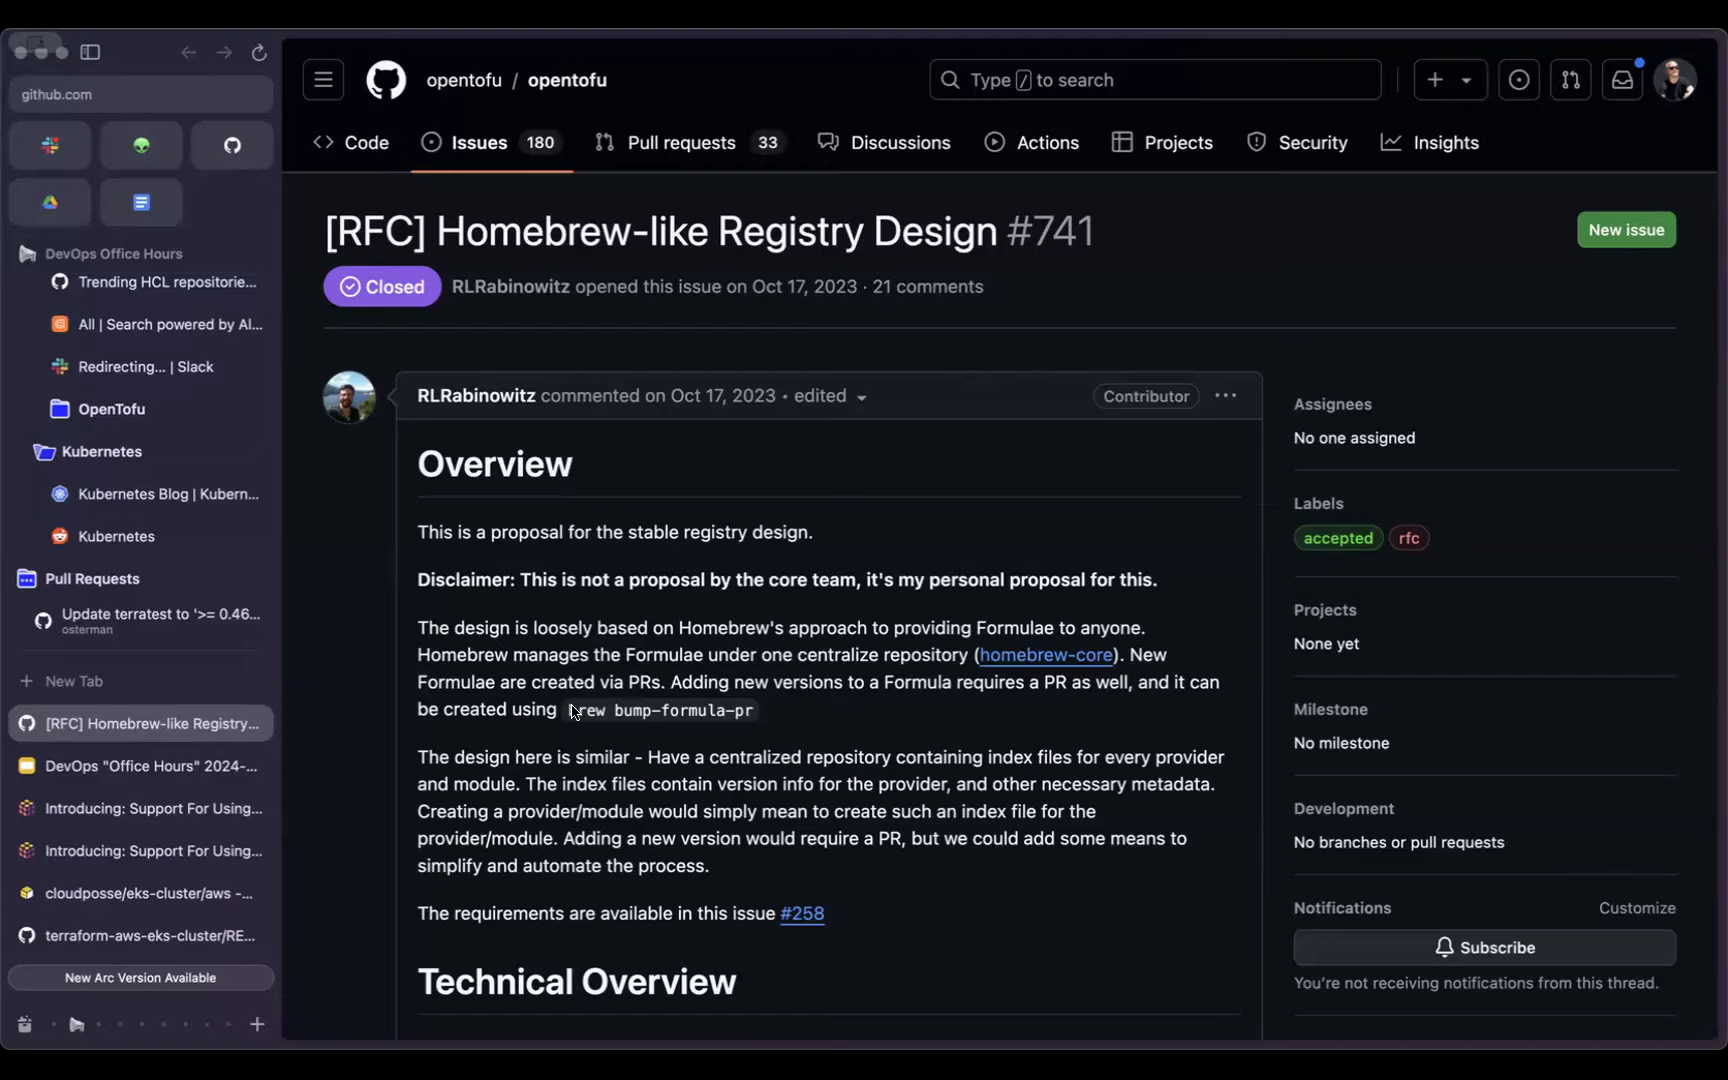 github.com
DevOps Office Hours
Trending HCL repositorie...
All | Search powered by Al...
Redirecting... | Slack
OpenTofu
Kubernetes
Kubernetes Blog | Kubern...
Kubernetes
Pull Requests
Update terratest to '>= 0.46...
osterman
New Tab
[RFC] Homebrew-like Registry...
DevOps "Office Hours" 2024-...
Introducing: Support For Using...
Introducing: Support For Using...
cloudposse/eks-cluster/aws -...
terraform-aws-eks-cluster/RE...
New Arc Version Available
opentofu / opentofu
Type / to search
Code
Issues 180
Pull requests 33
Discussions
Actions
Projects
Security
Insights
[RFC] Homebrew-like Registry Design #741
New issue
Closed
RLRabinowitz opened this issue on Oct 17, 2023 · 21 comments
RLRabinowitz commented on Oct 17, 2023 • edited
Contributor
Overview
This is a proposal for the stable registry design.
Disclaimer: This is not a proposal by the core team, it's my personal proposal for this.
The design is loosely based on Homebrew's approach to providing Formulae to anyone.
Homebrew manages the Formulae under one centralize repository (homebrew-core). New
Formulae are created via PRs. Adding new versions to a Formula requires a PR as well, and it can
be created using brew bump-formula-pr
The design here is similar - Have a centralized repository containing index files for every provider
and module. The index files contain version info for the provider, and other necessary metadata.
Creating a provider/module would simply mean to create such an index file for the
provider/module. Adding a new version would require a PR, but we could add some means to
simplify and automate the process.
The requirements are available in this issue #258
Technical Overview
Assignees
No one assigned
Labels
accepted rfc
Projects
None yet
Milestone
No milestone
Development
No branches or pull requests
Notifications
Customize
Subscribe
You're not receiving notifications from this thread.